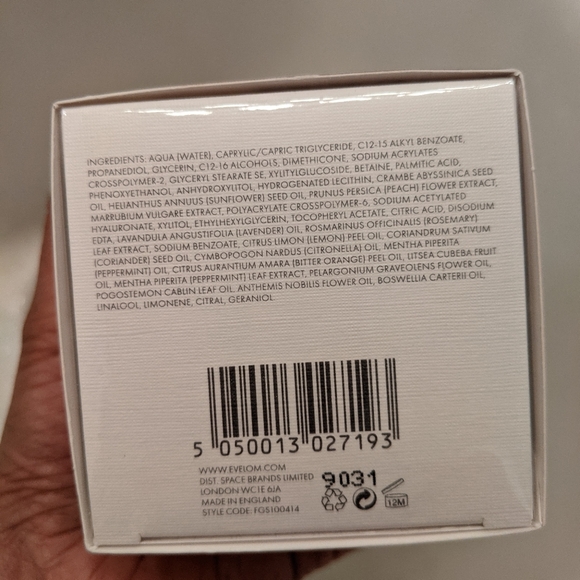 INGREDIENTS: AQUA (WATER), CAPRYLIC/CAPRIC TRIGLYCERIDE, C12-15 ALKYL BENZOATE,
PROPANEDIOL, GLYCERIN, C12-16 ALCOHOLS, DIMETHICONE, SODIUM ACRYLATES
CROSSPOLYMER-2, GLYCERYL STEARATE SE, XYLITYLGLUCOSIDE, BETAINE, PALMITIC ACID,
PHENOXYETHANOL, ANHYDROXYLITOL, HYDROGENATED LECITHIN, CRAMBE ABYSSINICA SEED
OIL, HELIANTHUS ANNUUS (SUNFLOWER) SEED OIL, PRUNUS PERSICA (PEACH) FLOWER EXTRACT,
MARRUBIUM VULGARE EXTRACT, POLYACRYLATE CROSSPOLYMER-6, SODIUM ACETYLATED
HYALURONATE, XYLITOL, ETHYLHEXYLGLYCERIN, TOCOPHERYL ACETATE, CITRIC ACID, DISODIUM
EDTA, LAVANDULA ANGUSTIFOLIA (LAVENDER) OIL, ROSMARINUS OFFICINALIS (ROSEMARY)
LEAF EXTRACT, SODIUM BENZOATE, CITRUS LIMON (LEMON) PEEL OIL, CORIANDRUM SATIVUM
(CORIANDER) SEED OIL, CYMBOPOGON NARDUS (CITRONELLA) OIL, MENTHA PIPERITA
(PEPPERMINT) OIL, CITRUS AURANTIUM AMARA (BITTER ORANGE) PEEL OIL, LITSEA CUBEBA FRUIT
OIL, MENTHA PIPERITA (PEPPERMINT) LEAF EXTRACT, PELARGONIUM GRAVEOLENS FLOWER OIL,
POGOSTEMON CABLIN LEAF OIL, ANTHEMIS NOBILIS FLOWER OIL, BOSWELLIA CARTERII OIL,
LINALOOL, LIMONENE, CITRAL, GERANIOL
5 050013 027193
WWW.EVELOM.COM
DIST. SPACE BRANDS LIMITED
LONDON WC1E 6JA
MADE IN ENGLAND
STYLE CODE: FGS100414
9031
12M